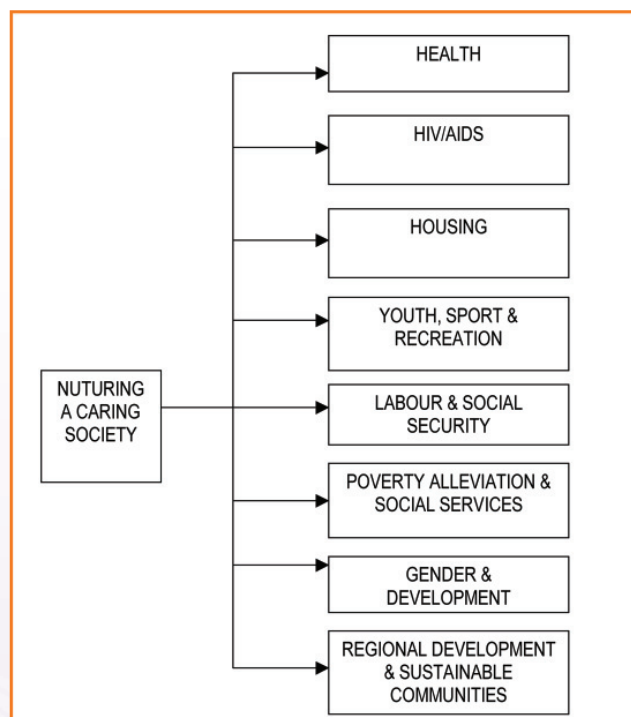 HEALTH
HIV/AIDS
HOUSING
YOUTH, SPORT &
RECREATION
NUTURING
A CARING
SOCIETY
LABOUR & SOCIAL
SECURITY
POVERTY ALLEVIATION &
SOCIAL SERVICES
GENDER &
DEVELOPMENT
REGIONAL DEVELOPMENT
& SUSTAINABLE
COMMUNITIES